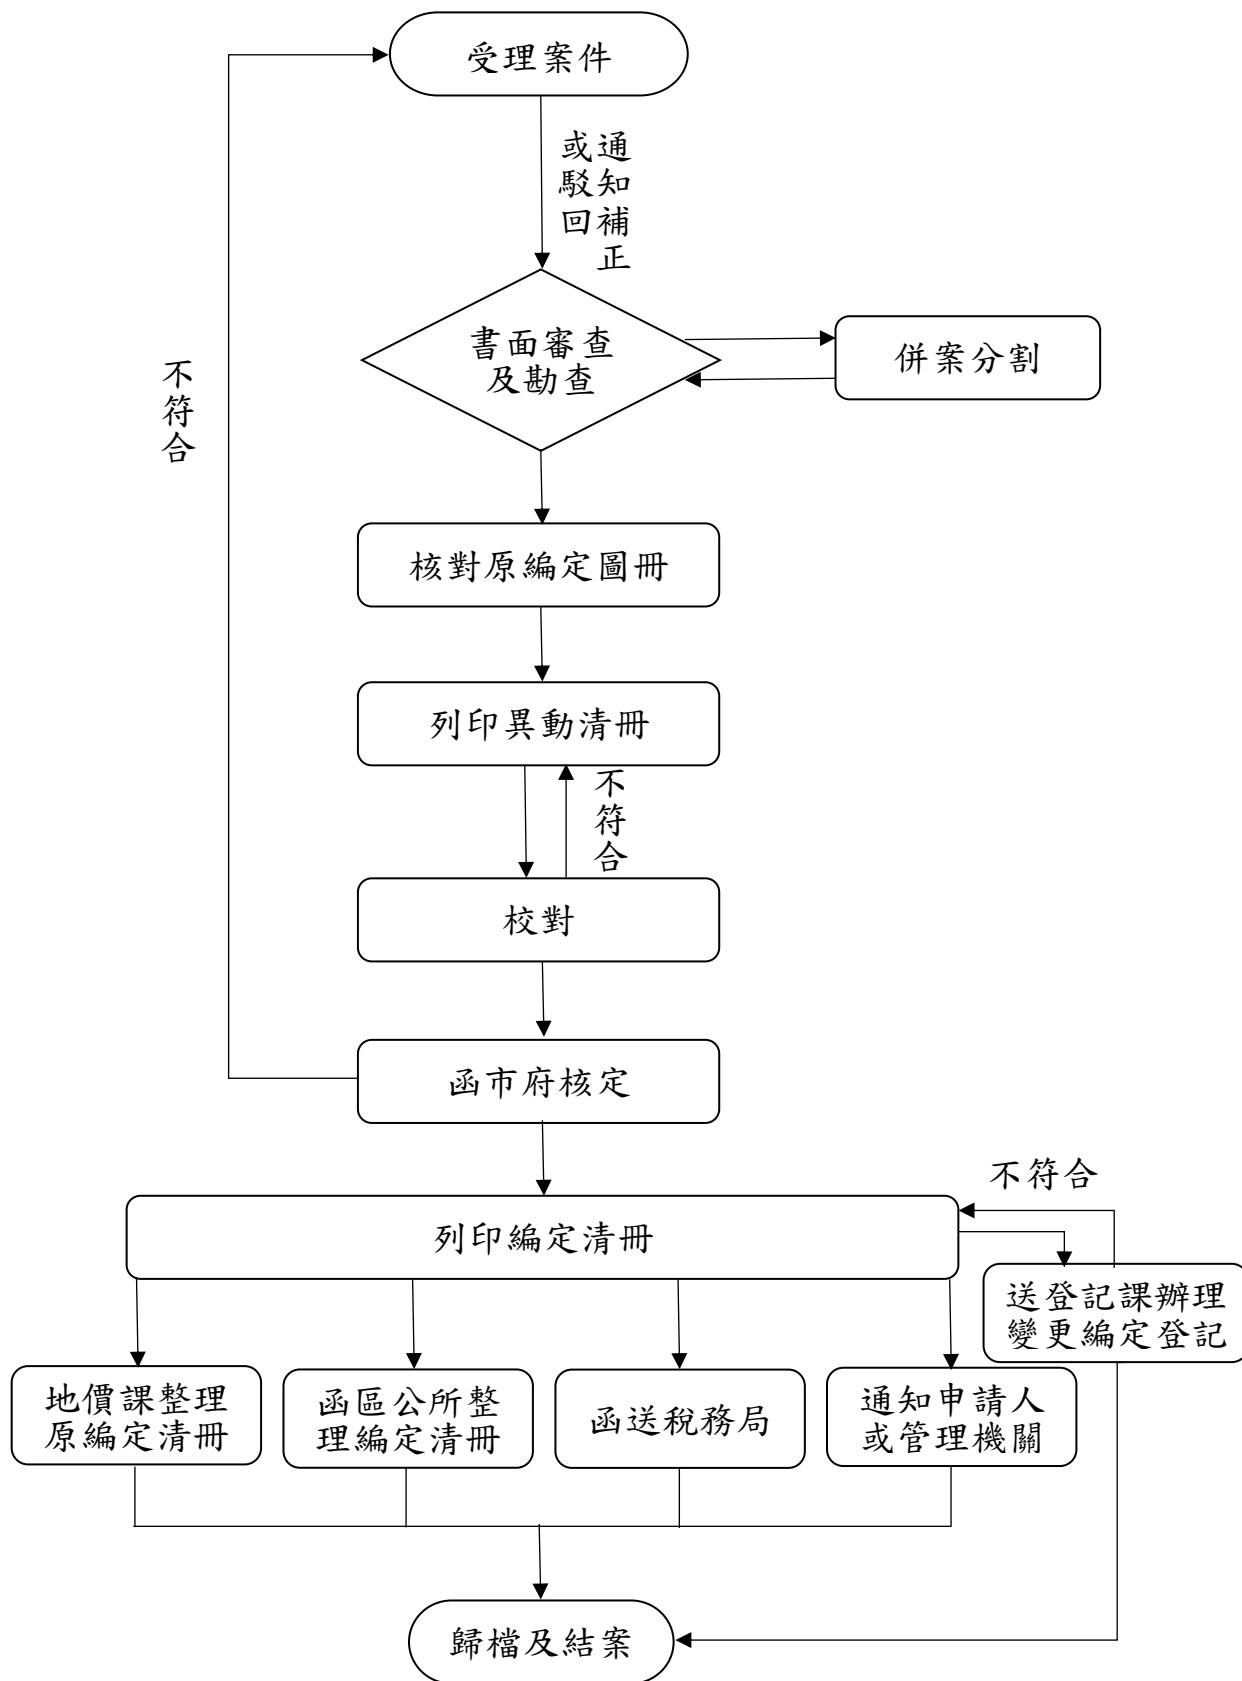 受理案件
通知補正
或駁回
書面審查
及勘查
併案分割
不符合
核對原編定圖冊
列印異動清冊
不符合
校對
函市府核定
不符合
列印編定清冊
送登記課辦理
變更編定登記
地價課整理
原編定清冊
函區公所整
理編定清冊
函送稅務局
通知申請人
或管理機關
歸檔及結案